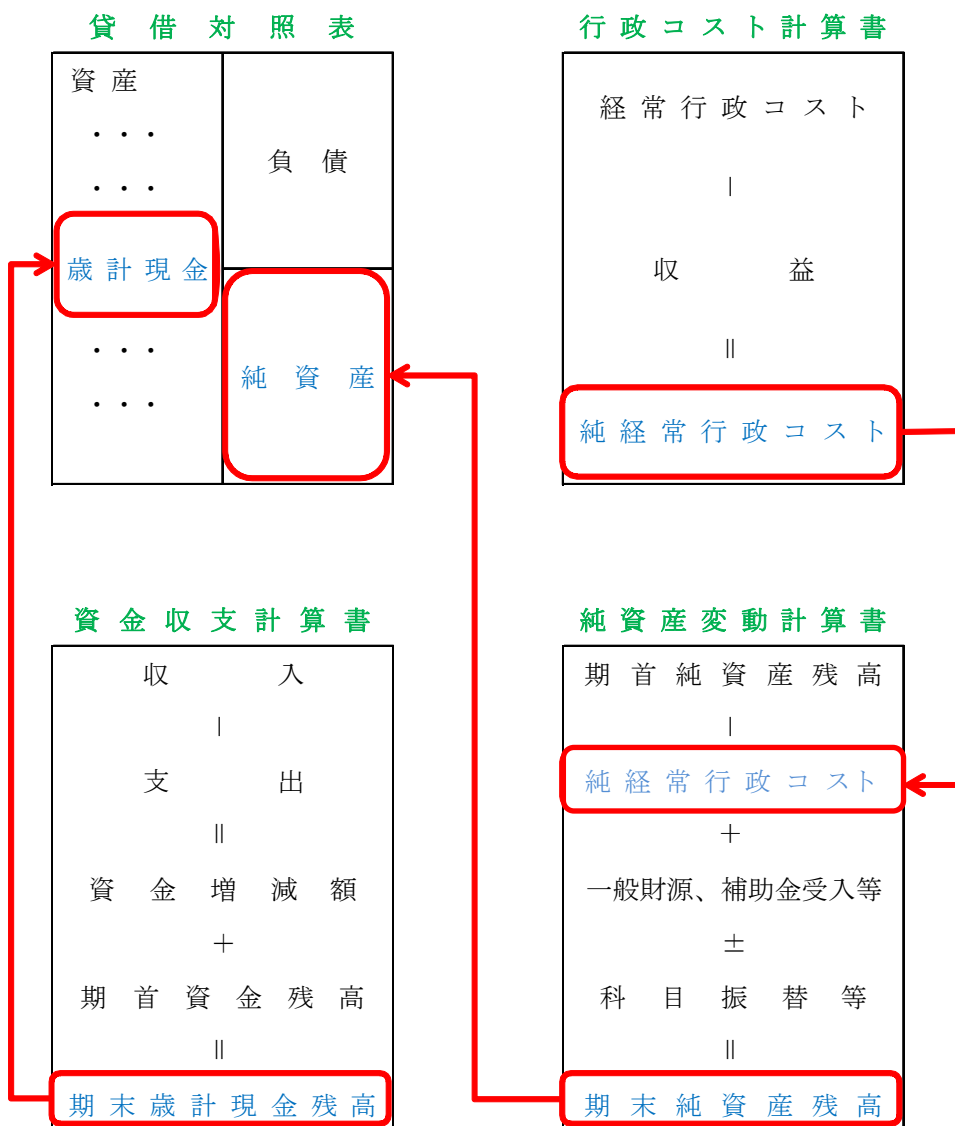 貸借対照表
資産
・・・
・・・
歳計現金
・・・
・・・
負債
純資産
行政コスト計算書
経常行政コスト
－
収益
＝
純経常行政コスト
資金収支計算書
収入
－
支出
＝
資金増減額
＋
期首資金残高
＝
期末歳計現金残高
純資産変動計算書
期首純資産残高
－
純経常行政コスト
＋
一般財源、補助金受入等
±
科目振替等
＝
期末純資産残高